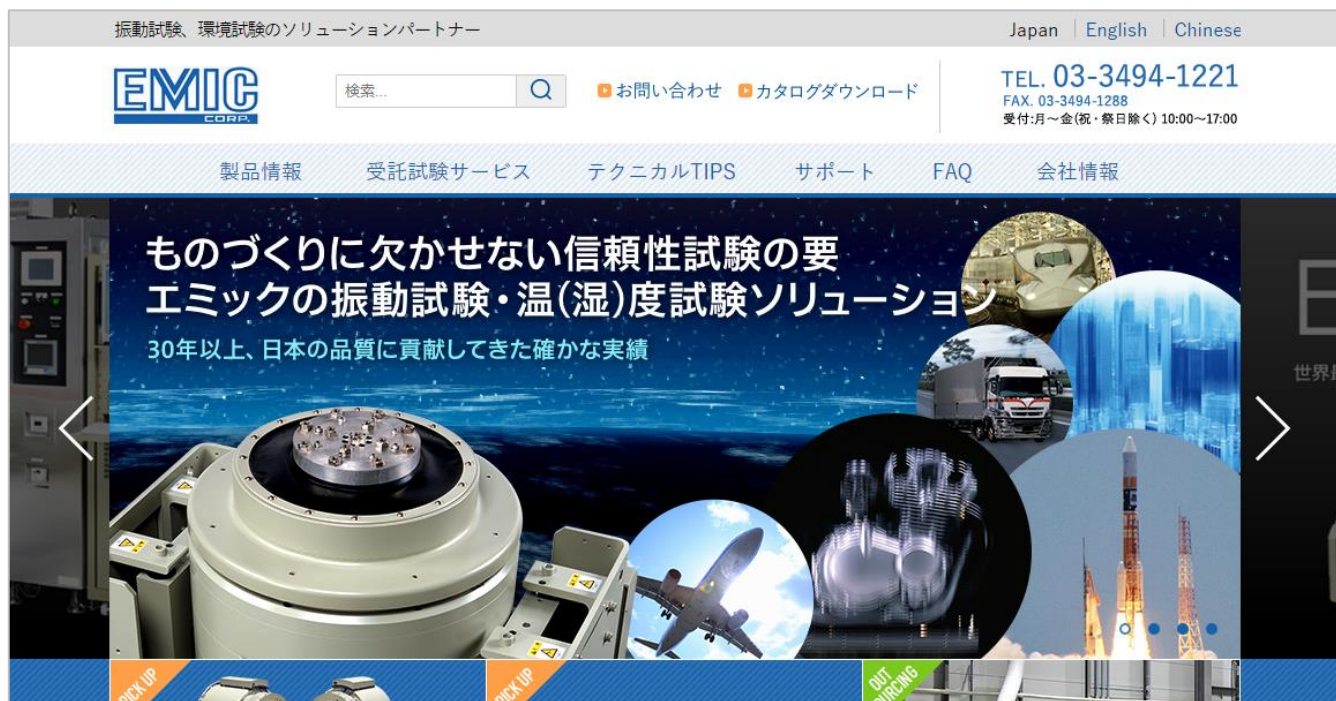 振動試験、環境試験のソリューションパートナー
Japan
English
Chinese
EMIC
CORP.
検索...
お問い合わせ
カタログダウンロード
TEL. 03-3494-1221
FAX. 03-3494-1288
受付:月～金(祝・祭日除く) 10:00～17:00
製品情報
受託試験サービス
テクニカルTIPS
サポート
FAQ
会社情報
ものづくりに欠かせない信頼性試験の要
エミックの振動試験・温(湿)度試験ソリューション
30年以上、日本の品質に貢献してきた確かな実績
E
世界
PICK UP
PICK UP
OUT
SOURCING